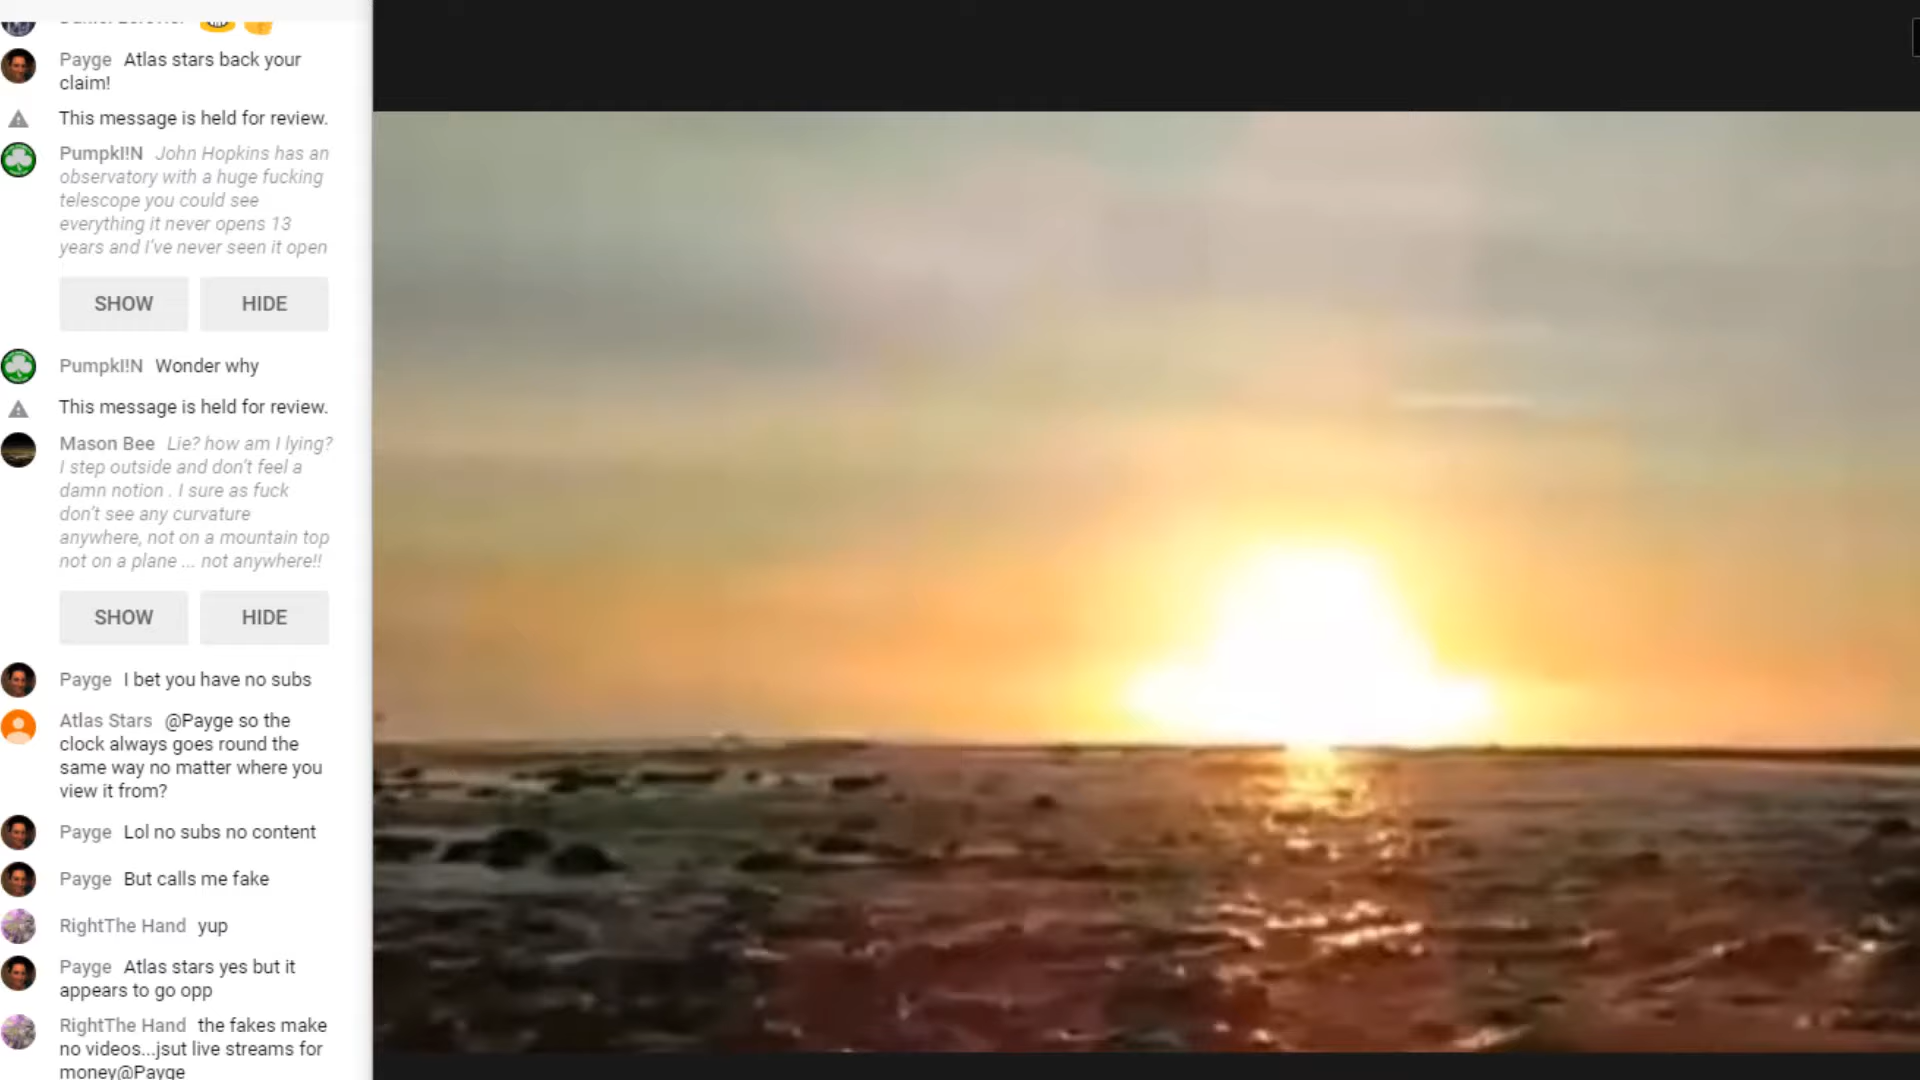 Payge Atlas stars back your
claim!
This message is held for review.
PumpkI!N John Hopkins has an
observatory with a huge fucking
telescope you could see
everything it never opens 13
years and I've never seen it open
SHOW HIDE
PumpkI!N Wonder why
This message is held for review.
Mason Bee Lie? how am I lying?
I step outside and don't feel a
damn notion . I sure as fuck
don't see any curvature
anywhere, not on a mountain top
not on a plane ... not anywhere!!
SHOW HIDE
Payge I bet you have no subs
Atlas Stars @Payge so the
clock always goes round the
same way no matter where you
view it from?
Payge Lol no subs no content
Payge But calls me fake
RightThe Hand yup
Payge Atlas stars yes but it
appears to go opp
RightThe Hand the fakes make
no videos...jsut live streams for
money@Payge